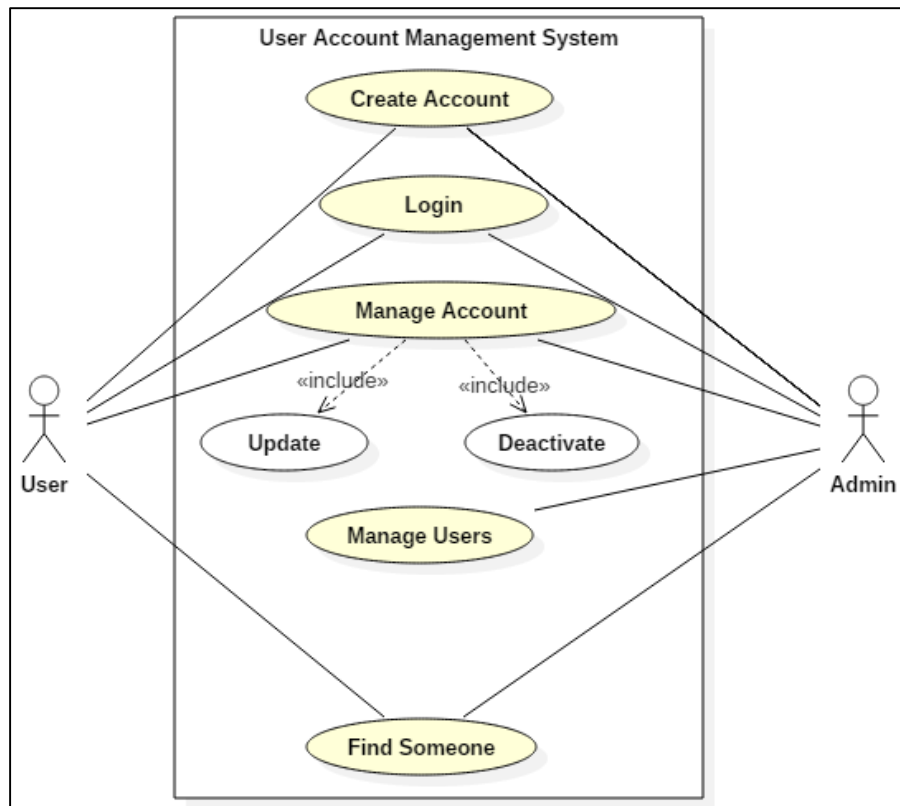 User Account Management System
Create Account
Login
Manage Account
«include»
«include»
Update
Deactivate
User
Admin
Manage Users
Find Someone